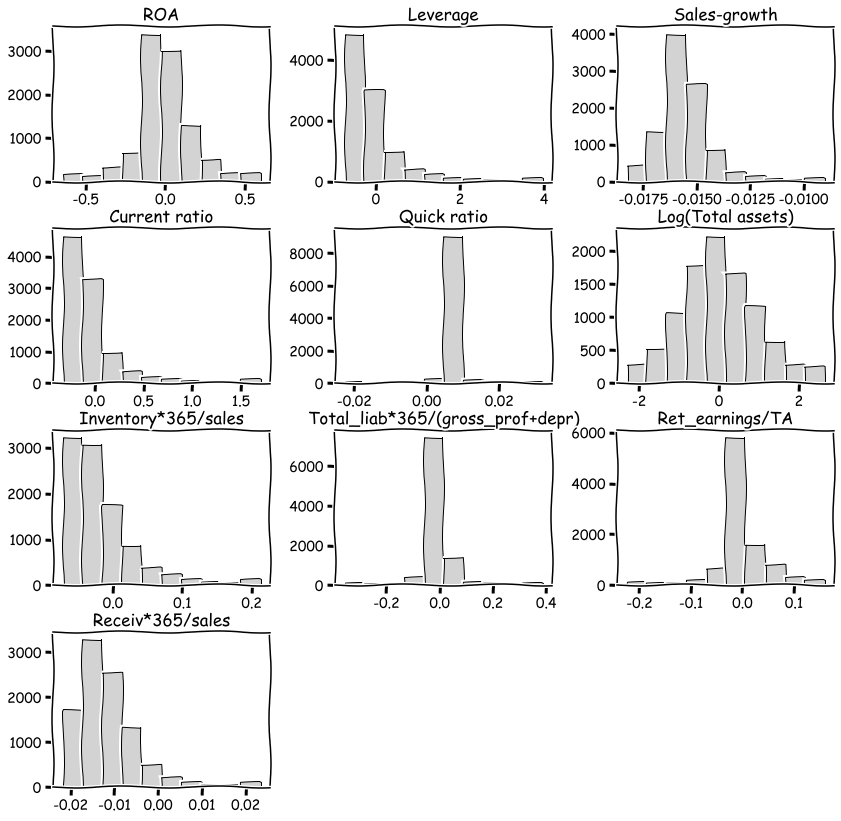 ROA
3000
2000
1000
0
-0.5 0.0 0.5
Leverage
4000
2000
0
0 2 4
Sales-growth
4000
3000
2000
1000
0
-0.0175 -0.0150 -0.0125 -0.0100
Current ratio
4000
3000
2000
1000
0
0.0 0.5 1.0 1.5
Quick ratio
8000
6000
4000
2000
0
-0.02 0.00 0.02
Log(Total assets)
2000
1500
1000
500
0
-2 0 2
Inventory*365/sales
3000
2000
1000
0
0.0 0.1 0.2
Total_liab*365/(gross_prof+depr)
6000
4000
2000
0
-0.2 0.0 0.2 0.4
Ret_earnings/TA
6000
4000
2000
0
-0.2 -0.1 0.0 0.1
Receiv*365/sales
3000
2000
1000
0
-0.02 -0.01 0.00 0.01 0.02